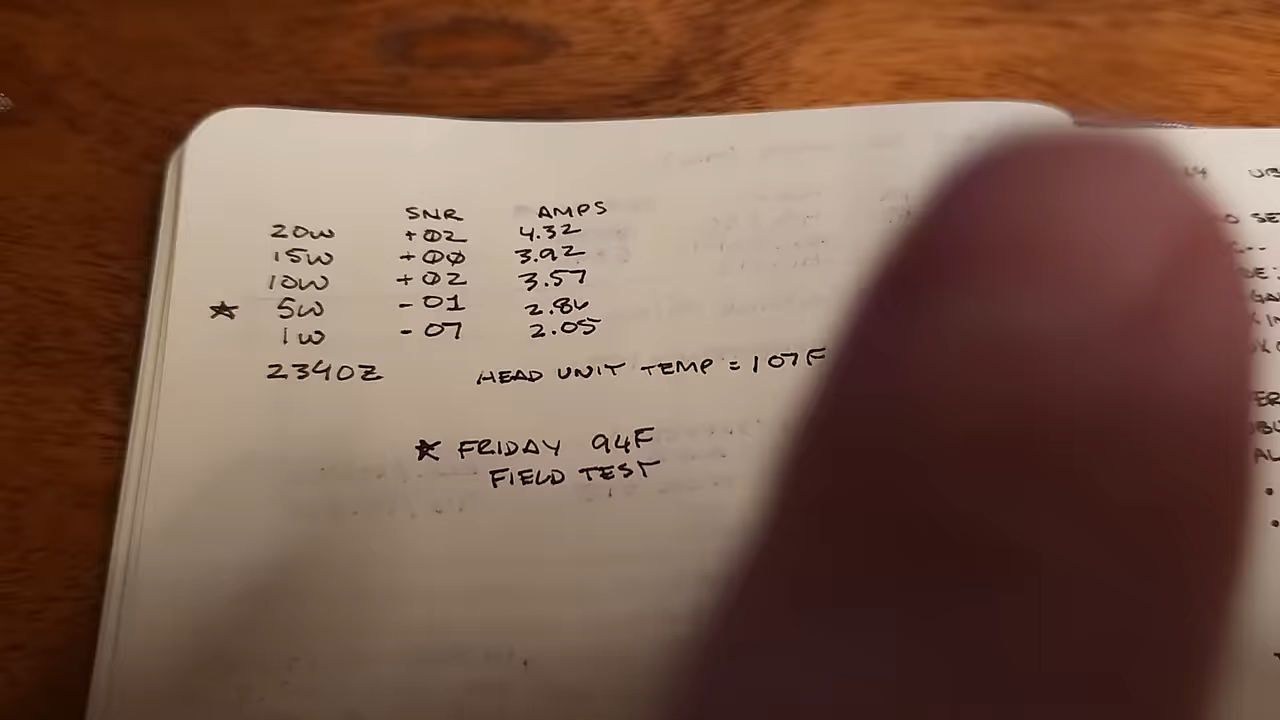 SNR AMPS
20W +02 4.32
15W +00 3.92
10W +02 3.57
★ 5W -01 2.86
1W -07 2.05
2340Z HEAD UNIT TEMP = 107F
★ FRIDAY 94F
FIELD TEST